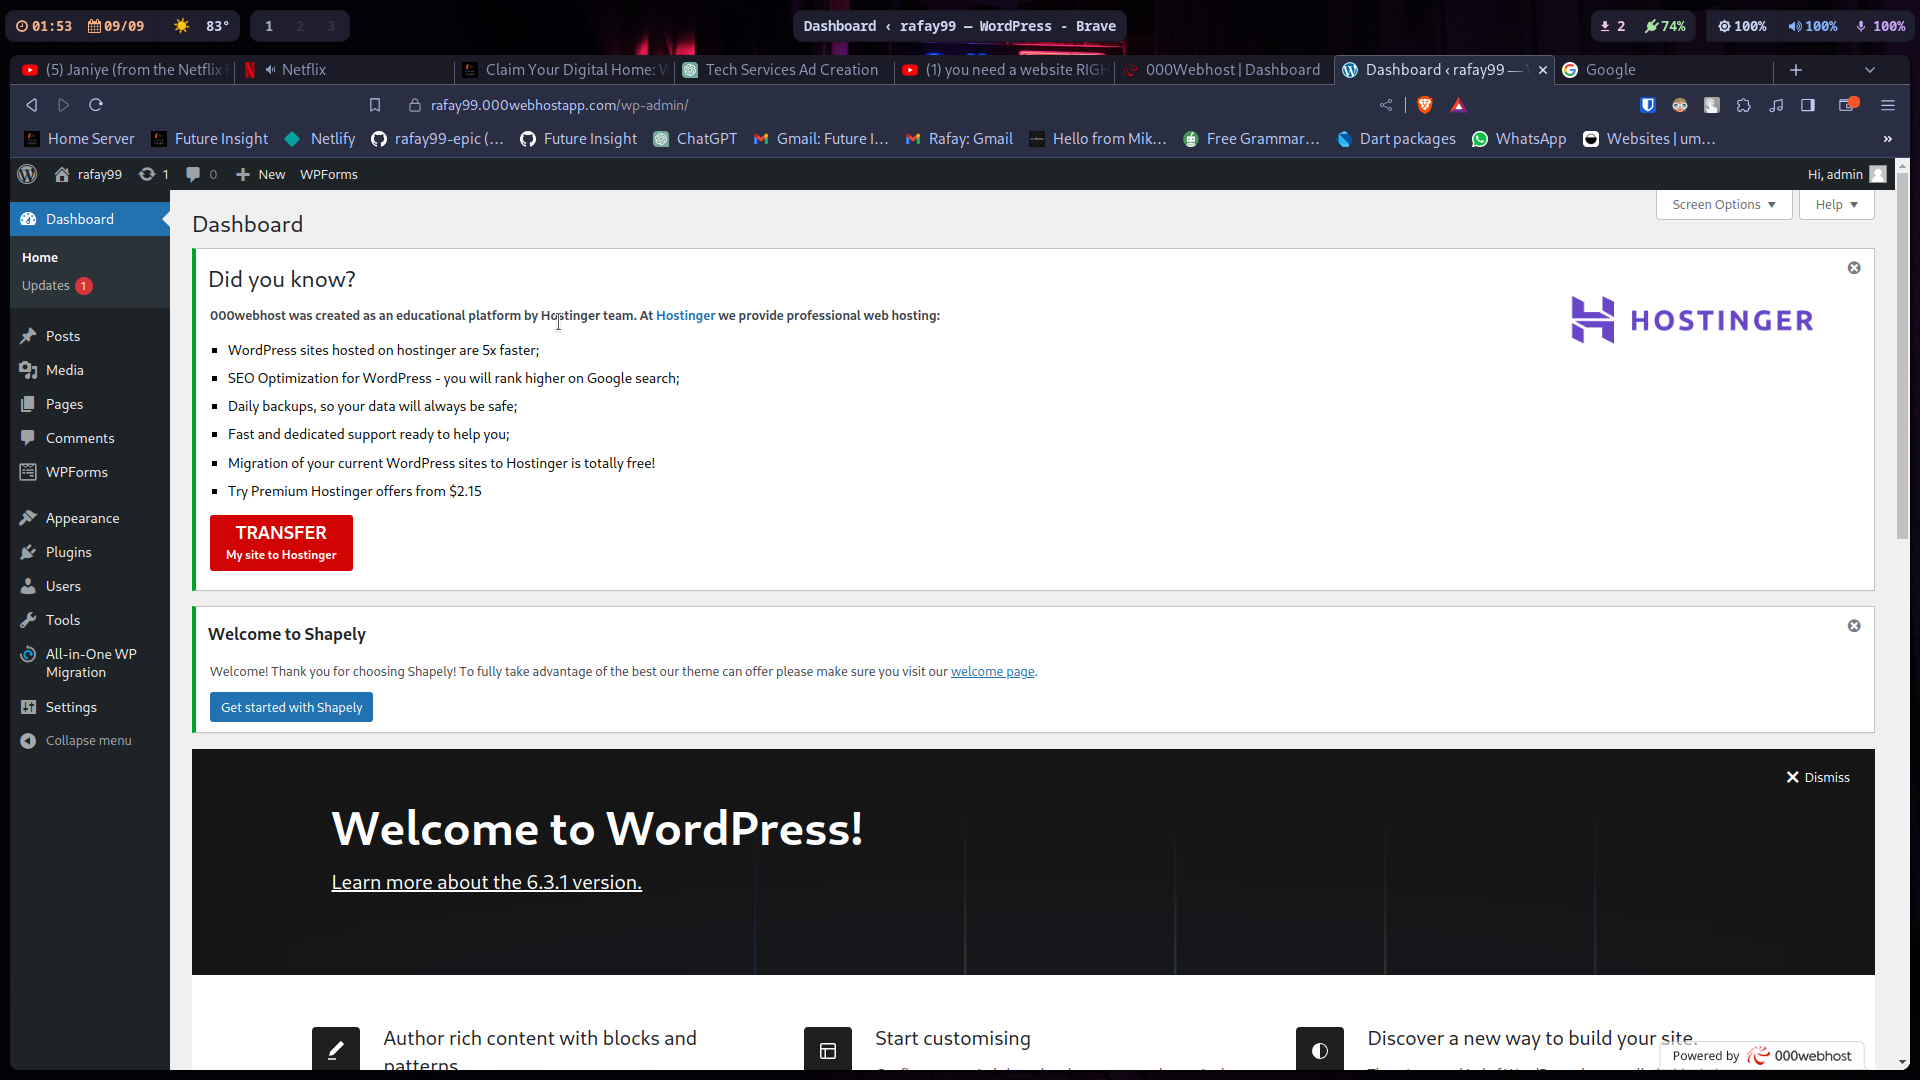 01:53 09/09 83° 1 2 3
Dashboard ‹ rafay99 — WordPress - Brave
2 74% 100% 100% 100%
(5) Janiye (from the Netflix
Netflix
Claim Your Digital Home: W
Tech Services Ad Creation
(1) you need a website RIGH
000Webhost | Dashboard
Dashboard ‹ rafay99 —
Google
rafay99.000webhostapp.com/wp-admin/
Home Server
Future Insight
Netlify
rafay99-epic (...
Future Insight
ChatGPT
Gmail: Future I...
Rafay: Gmail
Hello from Mik...
Free Grammar...
Dart packages
WhatsApp
Websites | um...
»
rafay99 1 0 New WPForms
Hi, admin
Dashboard
Home
Updates 1
Posts
Media
Pages
Comments
WPForms
Appearance
Plugins
Users
Tools
All-in-One WP
Migration
Settings
Collapse menu
Screen Options
Help
Dashboard
Did you know?
000webhost was created as an educational platform by Hostinger team. At Hostinger we provide professional web hosting:
WordPress sites hosted on hostinger are 5x faster;
SEO Optimization for WordPress - you will rank higher on Google search;
Daily backups, so your data will always be safe;
Fast and dedicated support ready to help you;
Migration of your current WordPress sites to Hostinger is totally free!
Try Premium Hostinger offers from $2.15
TRANSFER
My site to Hostinger
HOSTINGER
Welcome to Shapely
Welcome! Thank you for choosing Shapely! To fully take advantage of the best our theme can offer please make sure you visit our welcome page.
Get started with Shapely
Dismiss
Welcome to WordPress!
Learn more about the 6.3.1 version.
Author rich content with blocks and
patterns
Start customising
Discover a new way to build your site.
Powered by 000webhost